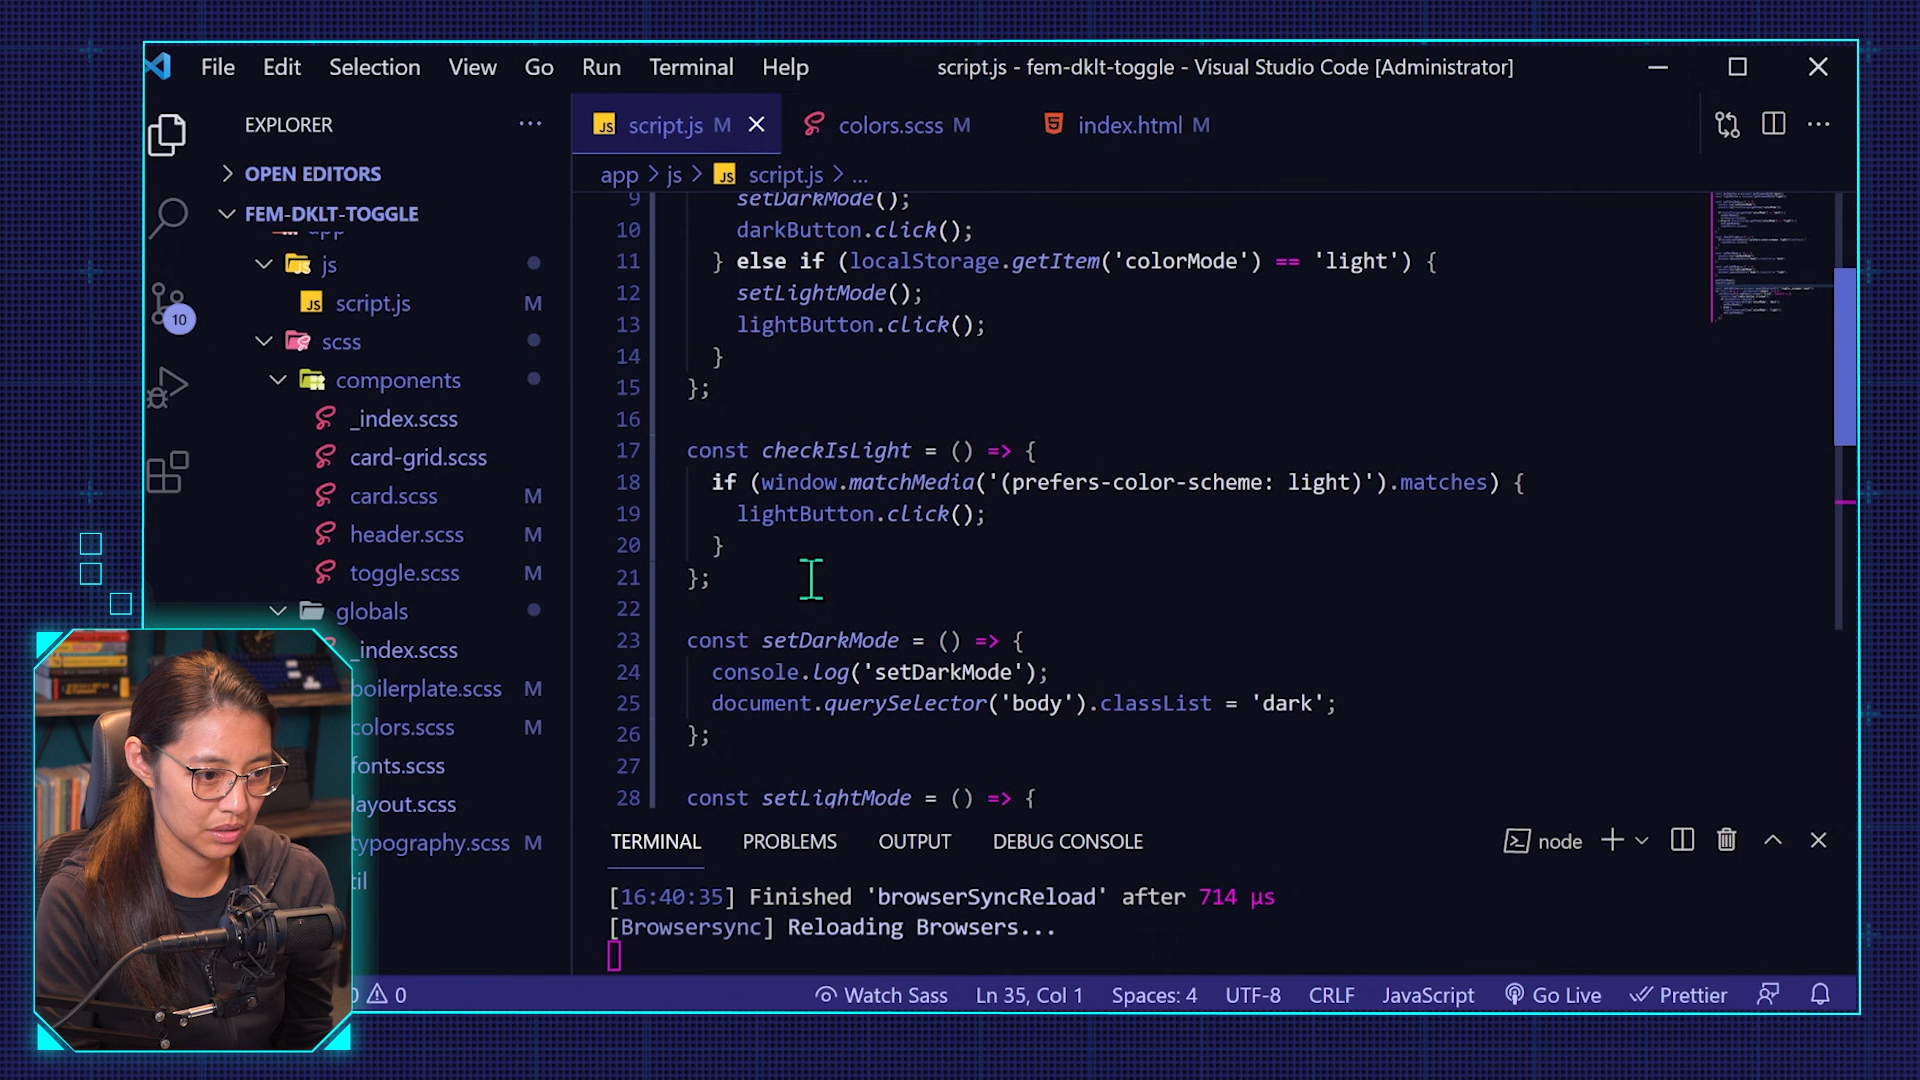 File Edit Selection View Go Run Terminal Help
script.js - fem-dklt-toggle - Visual Studio Code [Administrator]
EXPLORER
OPEN EDITORS
FEM-DKLT-TOGGLE
app
js
script.js M
scss
components
_index.scss
card-grid.scss
card.scss M
header.scss M
toggle.scss M
globals
_index.scss
boilerplate.scss M
colors.scss M
fonts.scss
layout.scss
typography.scss M
til
10
script.js M
colors.scss M
index.html M
app > js > JS script.js > ...
9 setDarkMode();
10 darkButton.click();
11 } else if (localStorage.getItem('colorMode') == 'light') {
12 setLightMode();
13 lightButton.click();
14 }
15 };
16
17 const checkIsLight = () => {
18 if (window.matchMedia('(prefers-color-scheme: light)').matches) {
19 lightButton.click();
20 }
21 };
22
23 const setDarkMode = () => {
24 console.log('setDarkMode');
25 document.querySelector('body').classList = 'dark';
26 };
27
28 const setLightMode = () => {
TERMINAL PROBLEMS OUTPUT DEBUG CONSOLE
node
[16:40:35] Finished 'browserSyncReload' after 714 μs
[Browsersync] Reloading Browsers...
0 Watch Sass Ln 35, Col 1 Spaces: 4 UTF-8 CRLF JavaScript Go Live Prettier